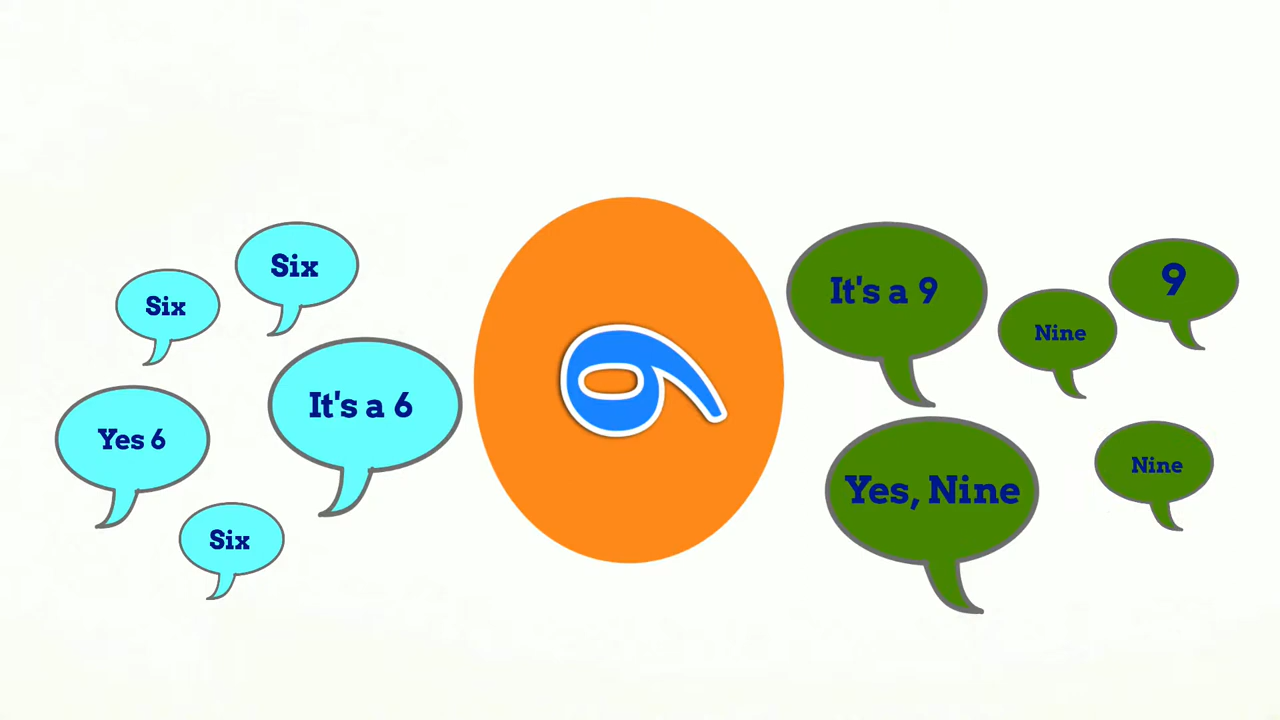 Six
Six
It's a 6
Yes 6
Six
It's a 9
9
Nine
Yes, Nine
Nine